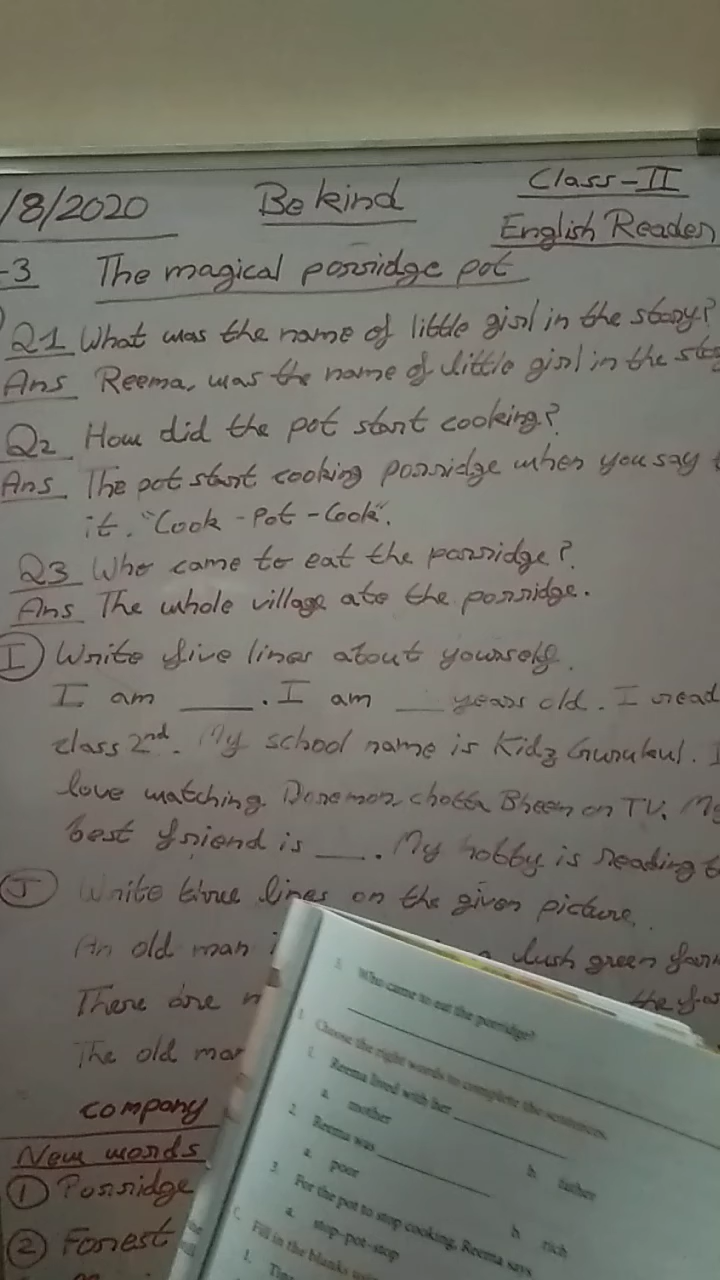 /8/2020 Be kind Class-II
English Reader
-3 The magical porridge pot
Q1 What was the name of little girl in the story?
Ans Reema, was the name of little girl in the
Q2 How did the pot start cooking?
Ans The pot start cooking porridge when you say
it. "Cook-Pot-Cook".
Q3 Who came to eat the porridge?
Ans The whole village ate the porridge.
I Write five lines about yourself.
I am ____. I am ___ years old. I read
class 2nd. My school name is Kidz Gurukul.
love watching Doremon, chotta Bheem on TV.
best friend is ___. My hobby is reading
J Write three lines on the given picture.
An old man lush green
There are the
The old
company
New words
① Porridge
② Forest
3. Who came to eat the porridge?
Choose the right words to complete the sentences.
1. Reema lived with her
a. mother b. father
2. Reema was
a. poor b. rich
3. For the pot to stop cooking, Reema says
a. stop-pot-stop
C. Fill in the blanks
1.